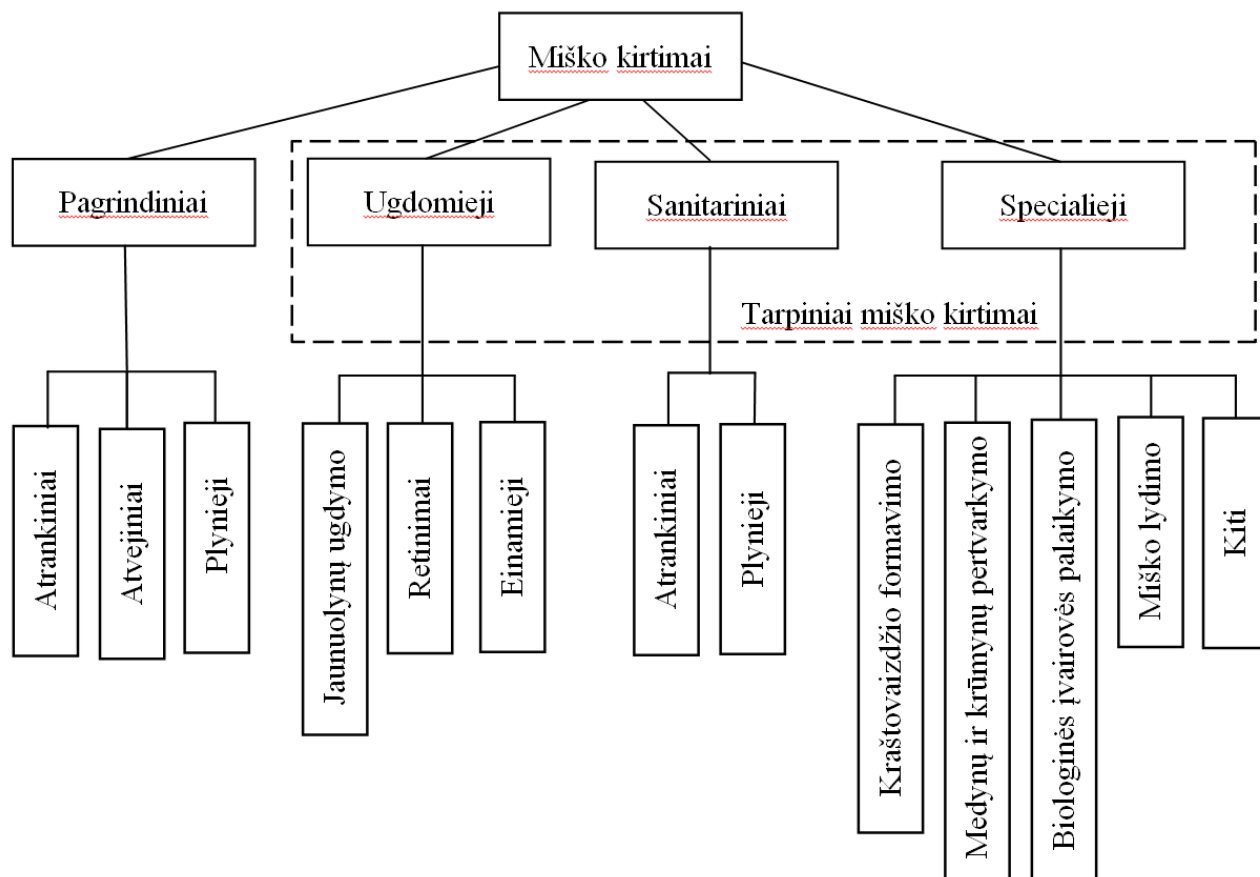 Miško kirtimai
Pagrindiniai
Ugdomieji
Sanitariniai
Specialieji
Tarpiniai miško kirtimai
Atrankiniai
Atvejiniai
Plynieji
Jaunuolynų ugdymo
Retinimai
Einamieji
Atrankiniai
Plynieji
Kraštovaizdžio formavimo
Medynų ir krūmynų pertvarkymo
Biologinės įvairovės palaikymo
Miško lydimo
Kiti